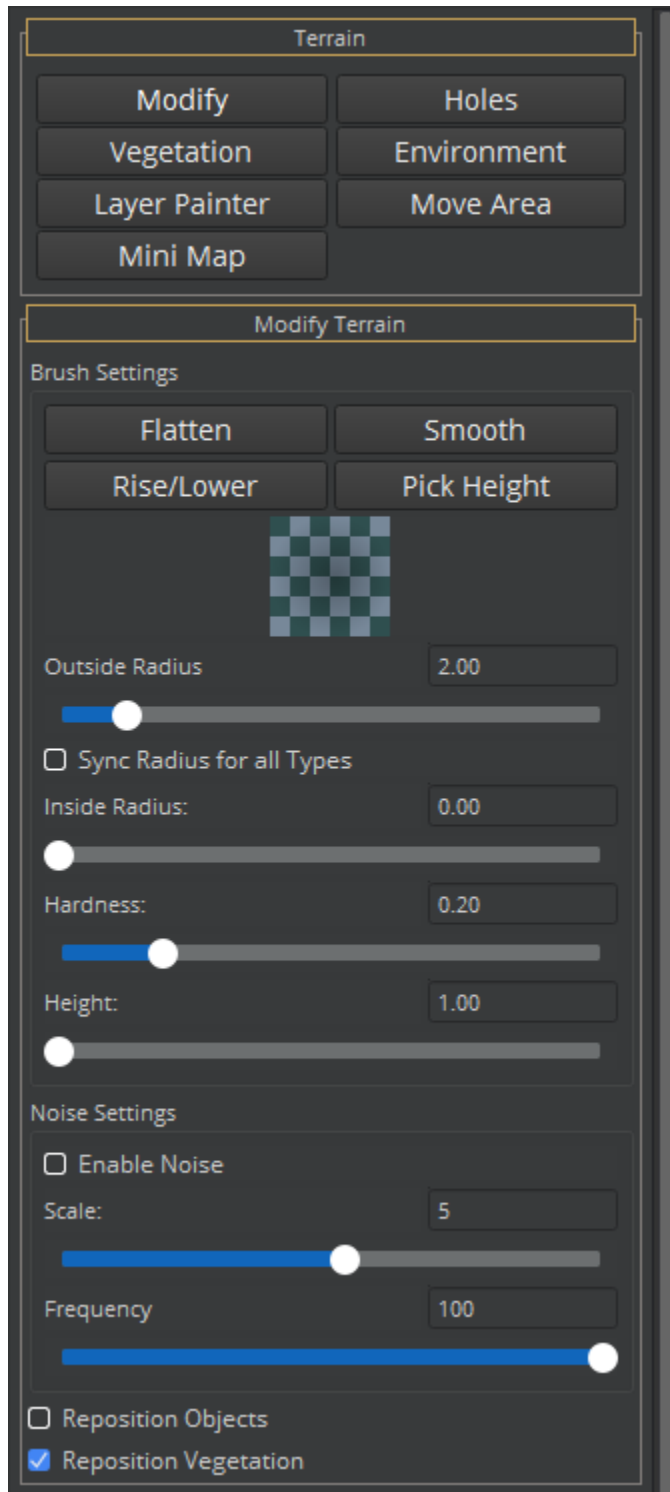 Terrain
Modify Holes
Vegetation Environment
Layer Painter Move Area
Mini Map
Modify Terrain
Brush Settings
Flatten Smooth
Rise/Lower Pick Height
Outside Radius 2.00
Sync Radius for all Types
Inside Radius: 0.00
Hardness: 0.20
Height: 1.00
Noise Settings
Enable Noise
Scale: 5
Frequency 100
Reposition Objects
Reposition Vegetation